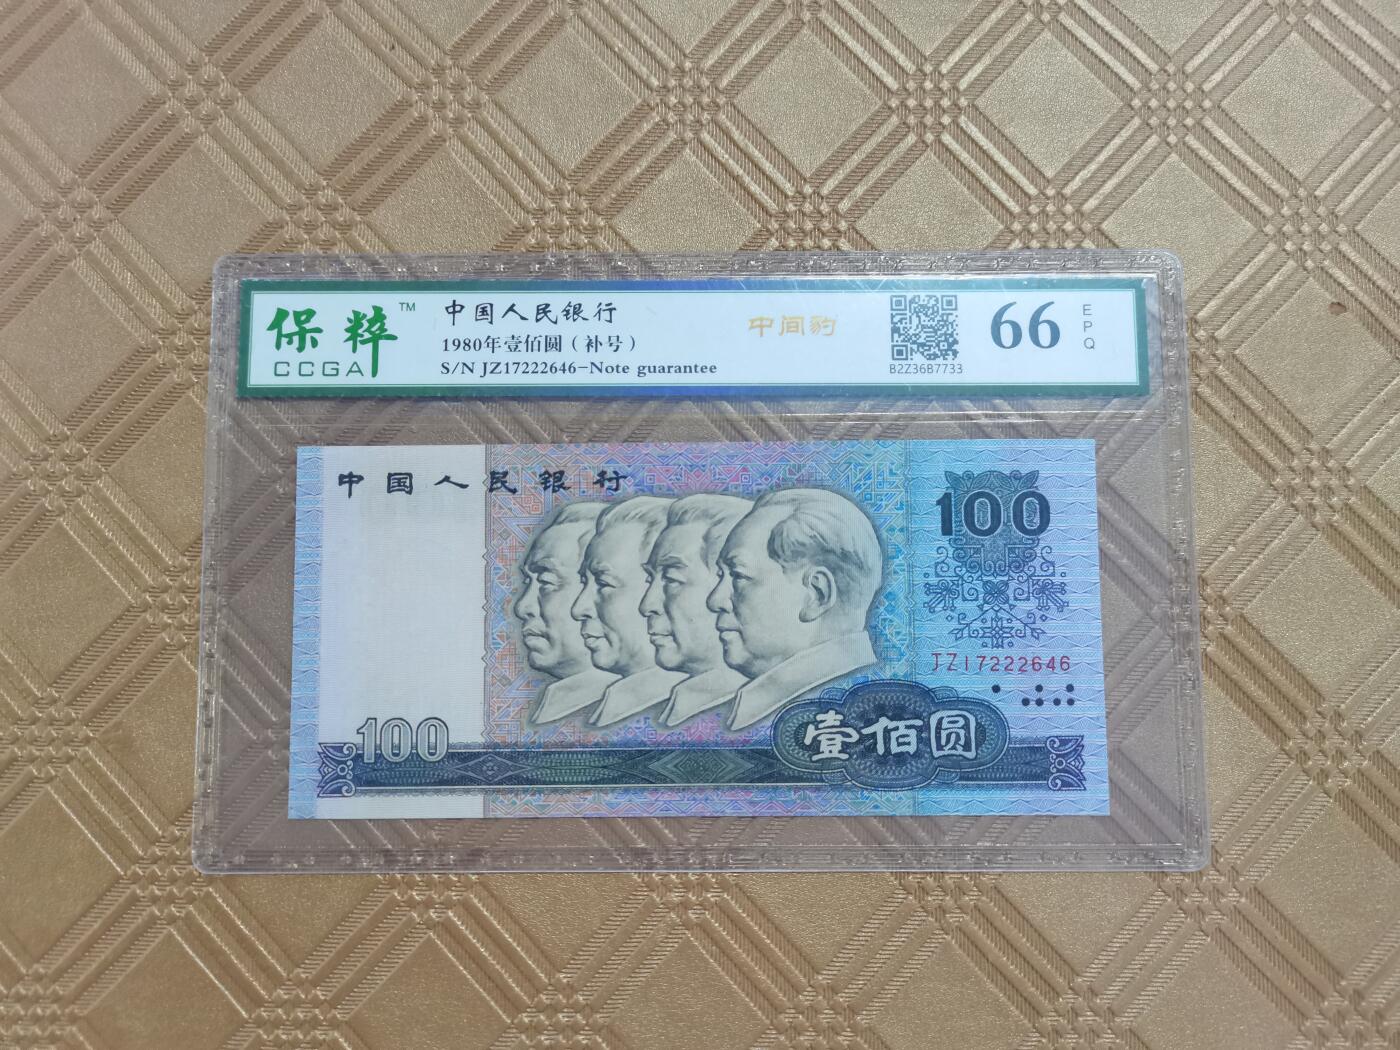 保粹™
CCGA
中国人民银行
1980年壹佰圆（补号）
S/N JZ17222646-Note guarantee
中间豹
B2Z36B7733
66
EPQ
中国人民银行
100
JZ17222646
100
壹佰圆